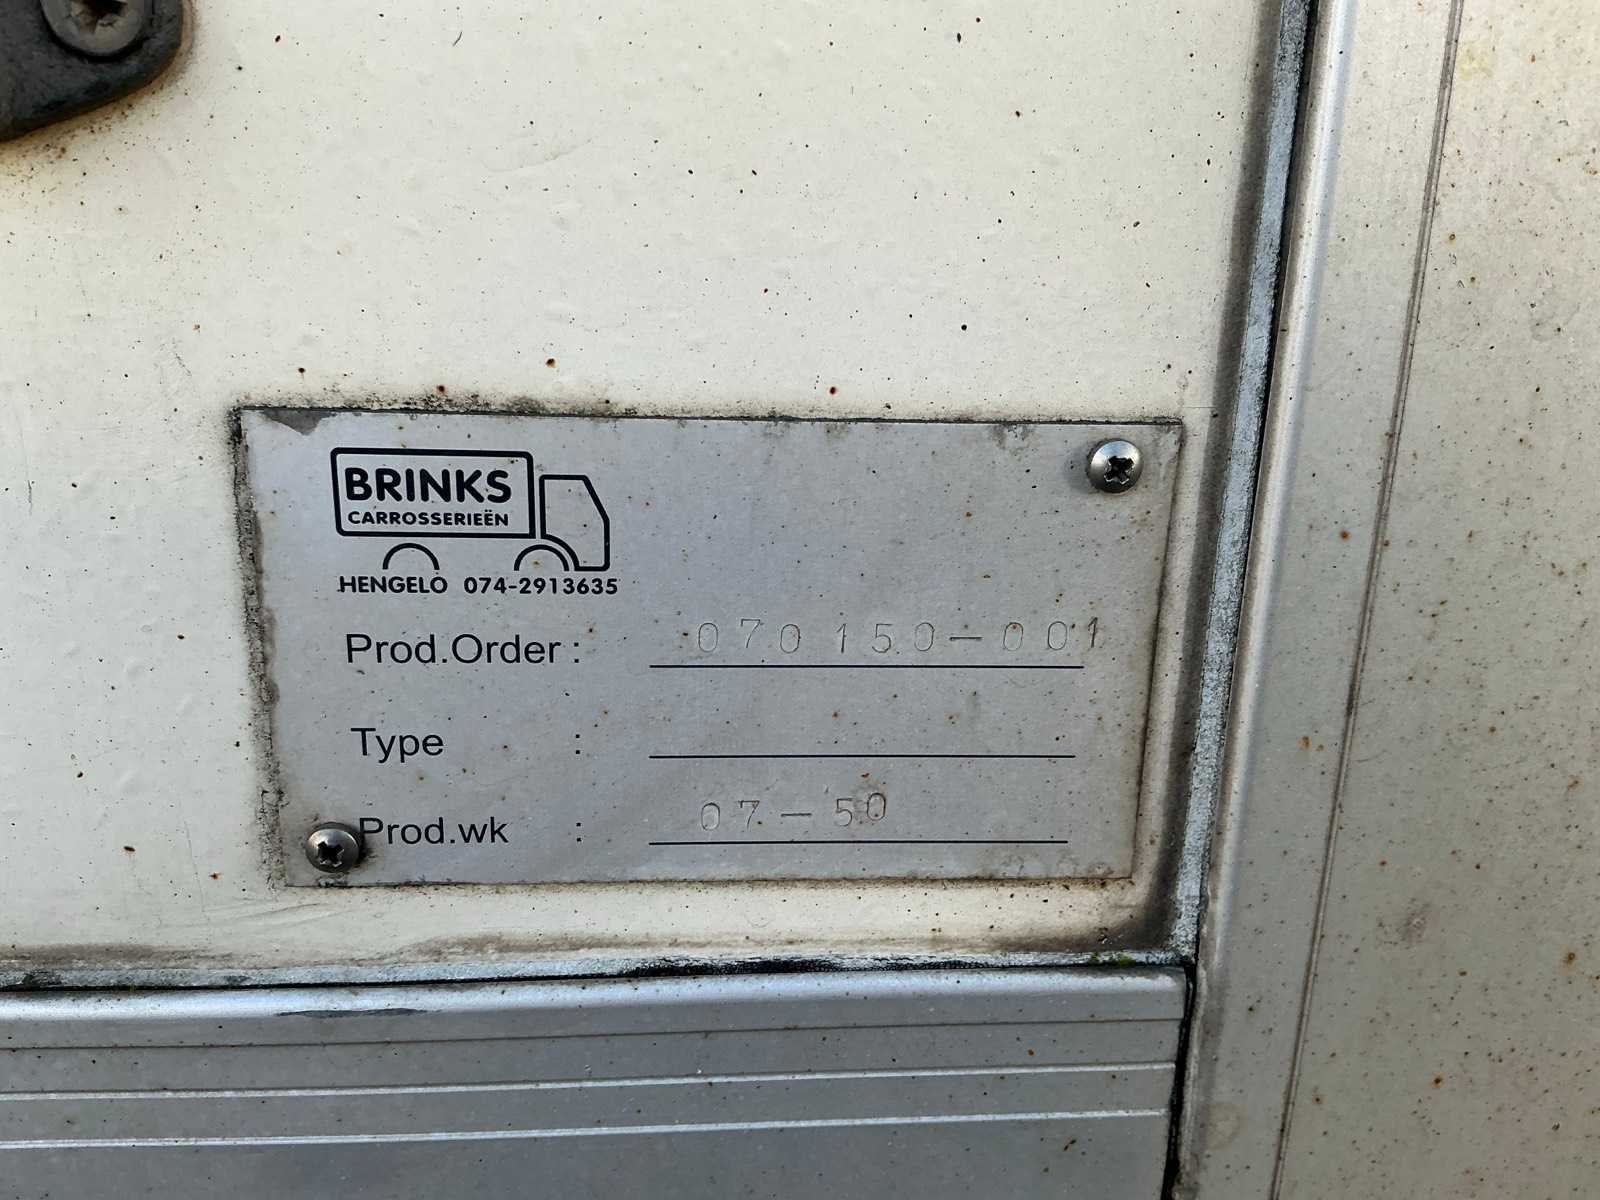 BRINKS
CARROSSERIEËN
HENGELO 074-2913635
Prod.Order : 070150-001
Type :
Prod.wk : 07-50